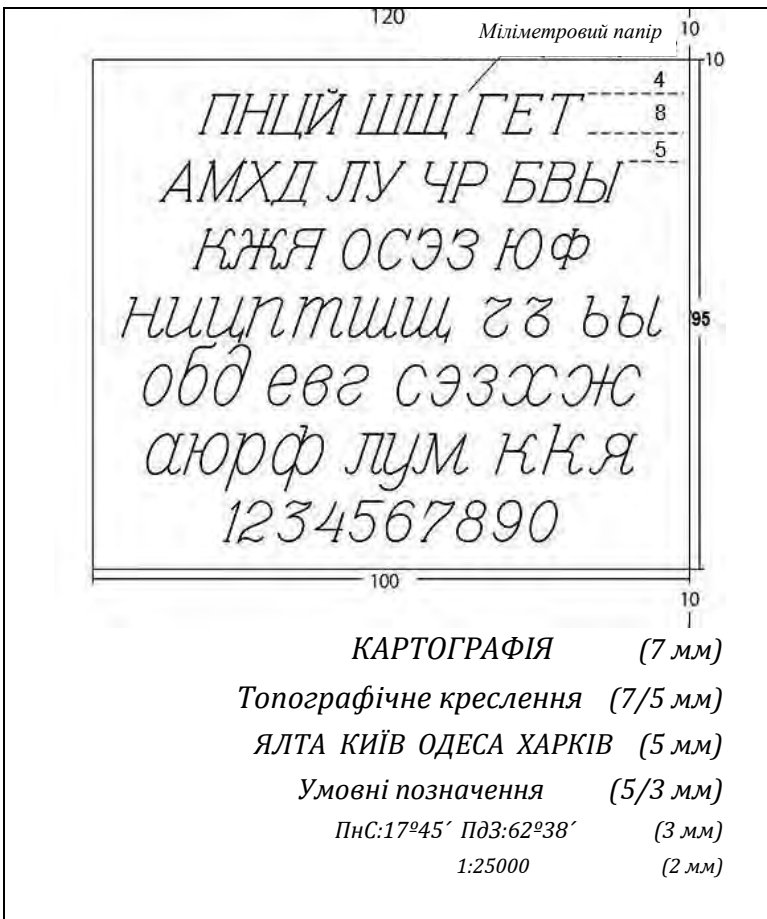 120
Міліметровий папір
10
10
4
ПНЦЙ ШЩ ГЕТ
8
5
АМХД ЛУ ЧР БВЫ
КЖЯ ОСЭЗ ЮФ
ницптшщ чъ ьы
95
обд евг сэзхж
аюрф лум кkя
1234567890
100
10
КАРТОГРАФІЯ (7 мм)
Топографічне креслення (7/5 мм)
ЯЛТА КИЇВ ОДЕСА ХАРКІВ (5 мм)
Умовні позначення (5/3 мм)
ПнС:17º45´ ПдЗ:62º38´ (3 мм)
1:25000 (2 мм)